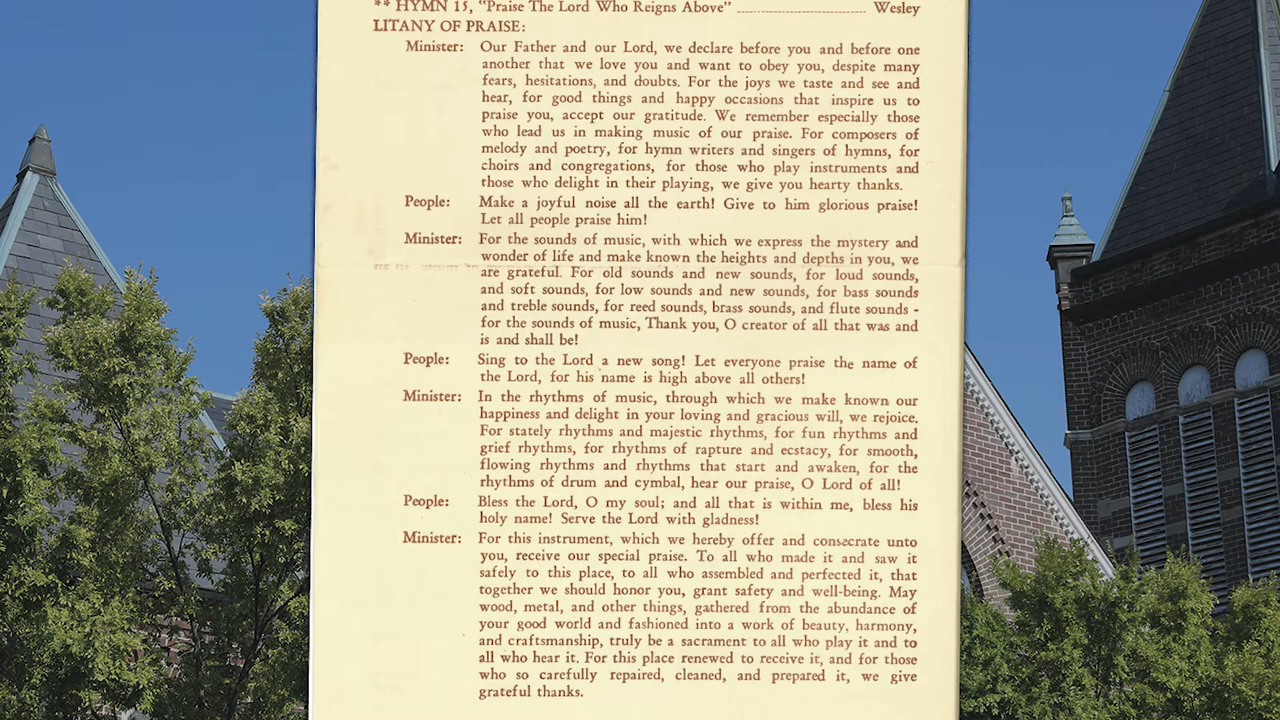 ** HYMN 15, “Praise The Lord Who Reigns Above” ______________ Wesley
LITANY OF PRAISE:
Minister: Our Father and our Lord, we declare before you and before one
another that we love you and want to obey you, despite many
fears, hesitations, and doubts. For the joys we taste and see and
hear, for good things and happy occasions that inspire us to
praise you, accept our gratitude. We remember especially those
who lead us in making music of our praise. For composers of
melody and poetry, for hymn writers and singers of hymns, for
choirs and congregations, for those who play instruments and
those who delight in their playing, we give you hearty thanks.
People: Make a joyful noise all the earth! Give to him glorious praise!
Let all people praise him!
Minister: For the sounds of music, with which we express the mystery and
wonder of life and make known the heights and depths in you, we
are grateful. For old sounds and new sounds, for loud sounds,
and soft sounds, for low sounds and new sounds, for bass sounds
and treble sounds, for reed sounds, brass sounds, and flute sounds -
for the sounds of music, Thank you, O creator of all that was and
is and shall be!
People: Sing to the Lord a new song! Let everyone praise the name of
the Lord, for his name is high above all others!
Minister: In the rhythms of music, through which we make known our
happiness and delight in your loving and gracious will, we rejoice.
For stately rhythms and majestic rhythms, for fun rhythms and
grief rhythms, for rhythms of rapture and ecstacy, for smooth,
flowing rhythms and rhythms that start and awaken, for the
rhythms of drum and cymbal, hear our praise, O Lord of all!
People: Bless the Lord, O my soul; and all that is within me, bless his
holy name! Serve the Lord with gladness!
Minister: For this instrument, which we hereby offer and consecrate unto
you, receive our special praise. To all who made it and saw it
safely to this place, to all who assembled and perfected it, that
together we should honor you, grant safety and well-being. May
wood, metal, and other things, gathered from the abundance of
your good world and fashioned into a work of beauty, harmony,
and craftsmanship, truly be a sacrament to all who play it and to
all who hear it. For this place renewed to receive it, and for those
who so carefully repaired, cleaned, and prepared it, we give
grateful thanks.